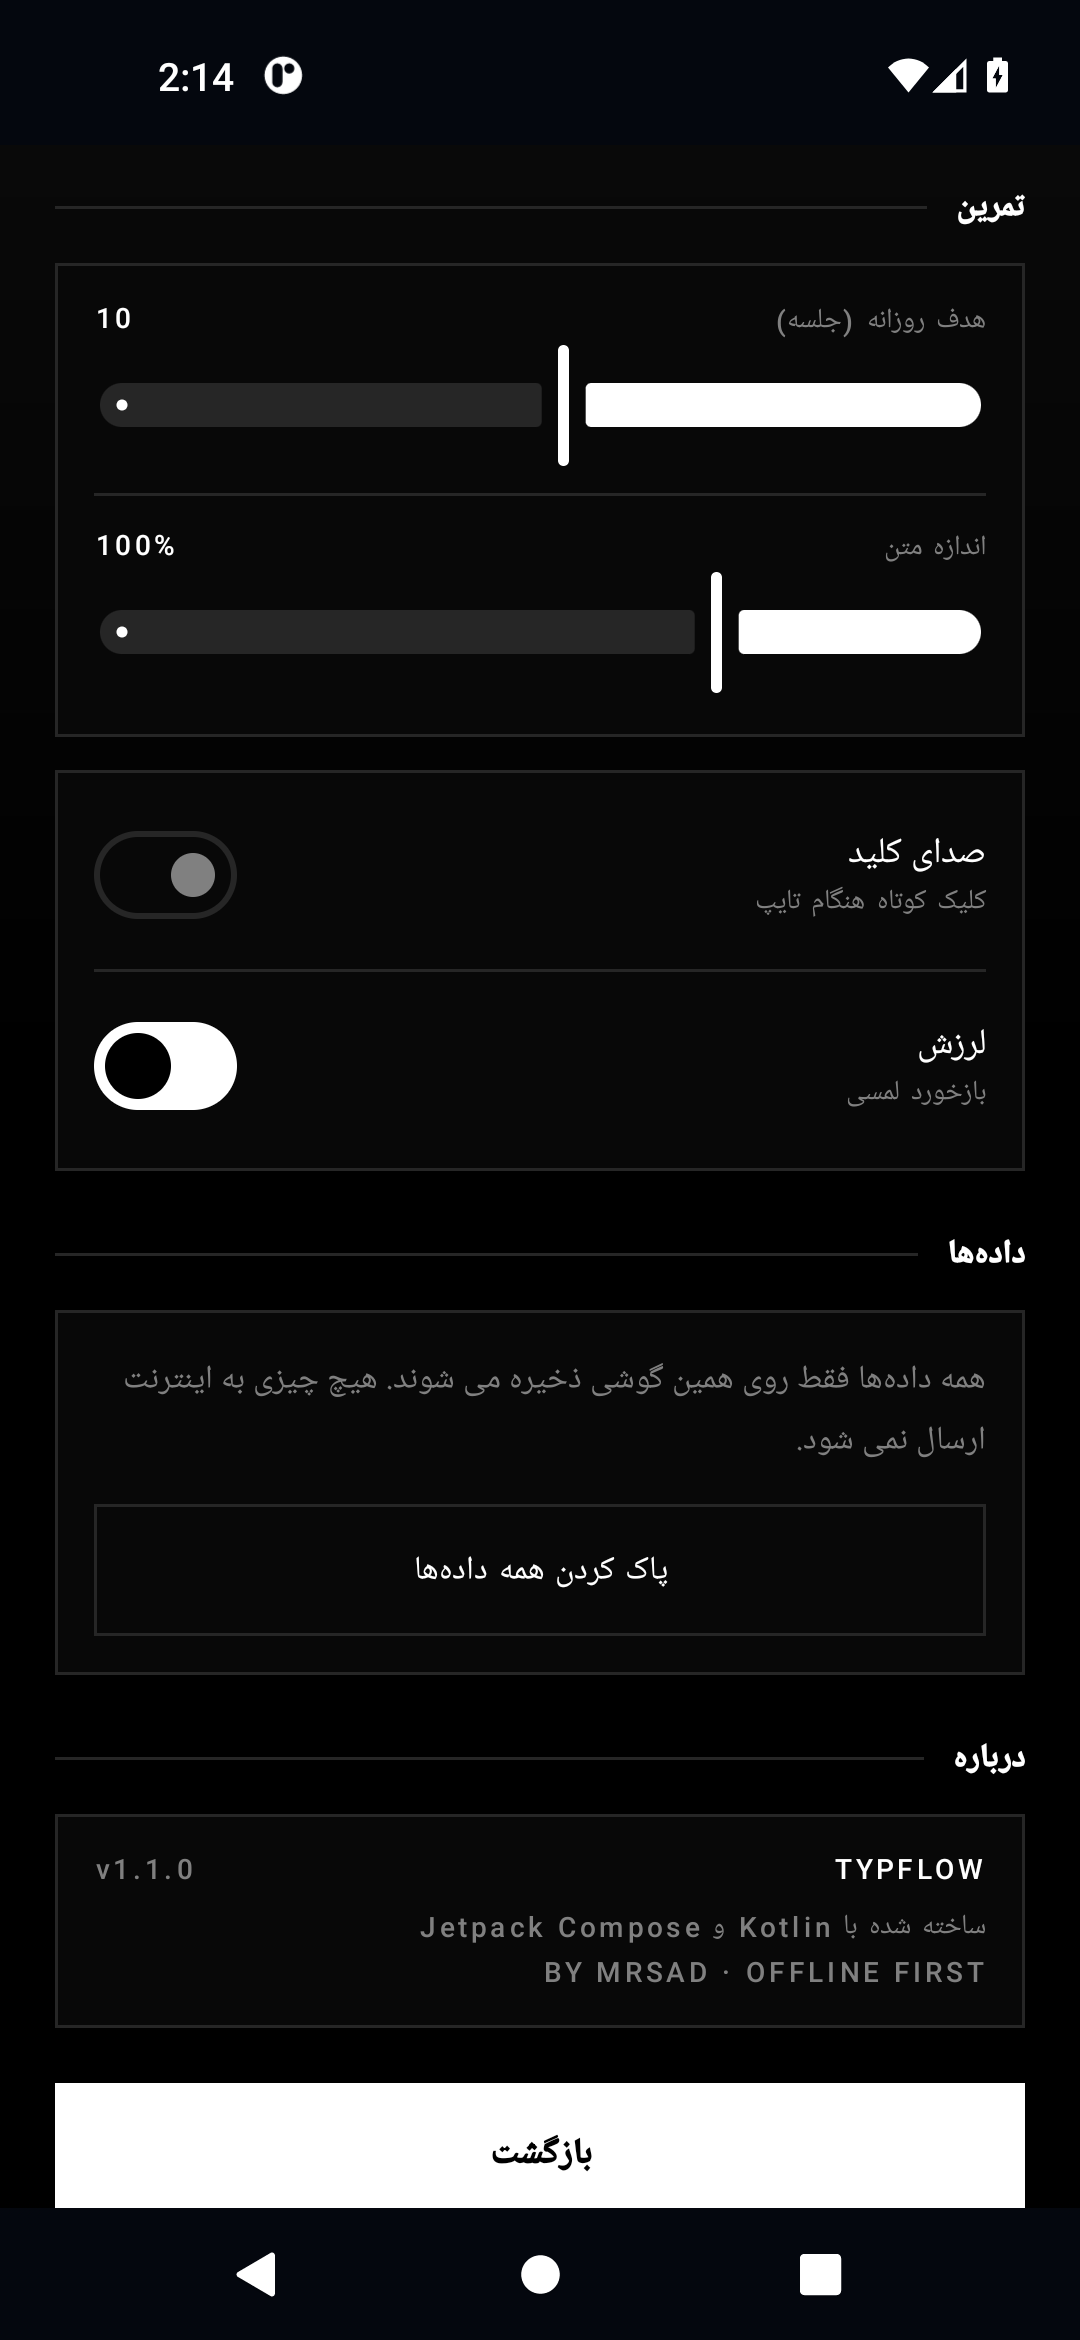 2:14
تمرین
هدف روزانه (جلسه)
10
اندازه متن
100%
صدای کلید
کلیک کوتاه هنگام تایپ
لرزش
بازخورد لمسی
داده‌ها
همه داده‌ها فقط روی همین گوشی ذخیره می شوند. هیچ چیزی به اینترنت
ارسال نمی شود.
پاک کردن همه داده‌ها
درباره
TYPFLOW
v1.1.0
ساخته شده با Kotlin و Jetpack Compose
BY MRSAD · OFFLINE FIRST
بازگشت